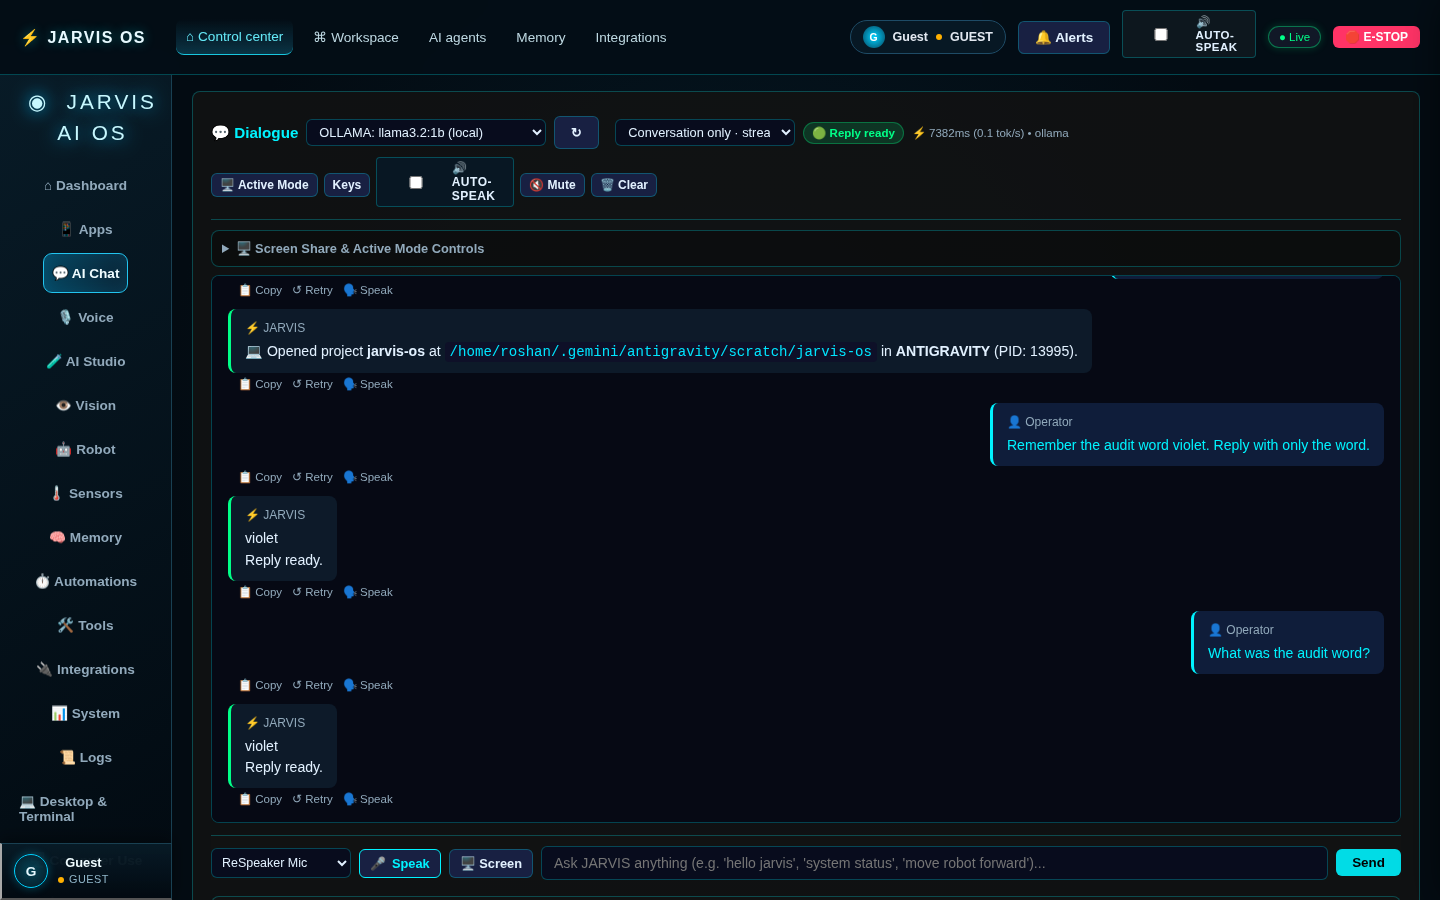 ⚡ JARVIS OS
⌂ Control center
⌘ Workspace
AI agents
Memory
Integrations
G Guest GUEST
🔔 Alerts
🔊 AUTO-SPEAK
● Live
🛑 E-STOP
◉ JARVIS
AI OS
⌂ Dashboard
📱 Apps
💬 AI Chat
🎙️ Voice
🧪 AI Studio
👁️ Vision
🤖 Robot
🌡️ Sensors
🧠 Memory
⏱️ Automations
🛠️ Tools
🔌 Integrations
📊 System
📜 Logs
💻 Desktop &
Terminal
G Guest
GUEST
💬 Dialogue
OLLAMA: llama3.2:1b (local)
↻
Conversation only · strea
🟢 Reply ready
⚡ 7382ms (0.1 tok/s) • ollama
🖥️ Active Mode
Keys
🔊
AUTO-
SPEAK
🔇 Mute
🗑️ Clear
▶ 🖥️ Screen Share & Active Mode Controls
📋 Copy ↺ Retry 🗣️ Speak
⚡ JARVIS
💻 Opened project jarvis-os at /home/roshan/.gemini/antigravity/scratch/jarvis-os in ANTIGRAVITY (PID: 13995).
📋 Copy ↺ Retry 🗣️ Speak
👤 Operator
Remember the audit word violet. Reply with only the word.
📋 Copy ↺ Retry 🗣️ Speak
⚡ JARVIS
violet
Reply ready.
📋 Copy ↺ Retry 🗣️ Speak
👤 Operator
What was the audit word?
📋 Copy ↺ Retry 🗣️ Speak
⚡ JARVIS
violet
Reply ready.
📋 Copy ↺ Retry 🗣️ Speak
ReSpeaker Mic
🎤 Speak
🖥️ Screen
Ask JARVIS anything (e.g. 'hello jarvis', 'system status', 'move robot forward')...
Send